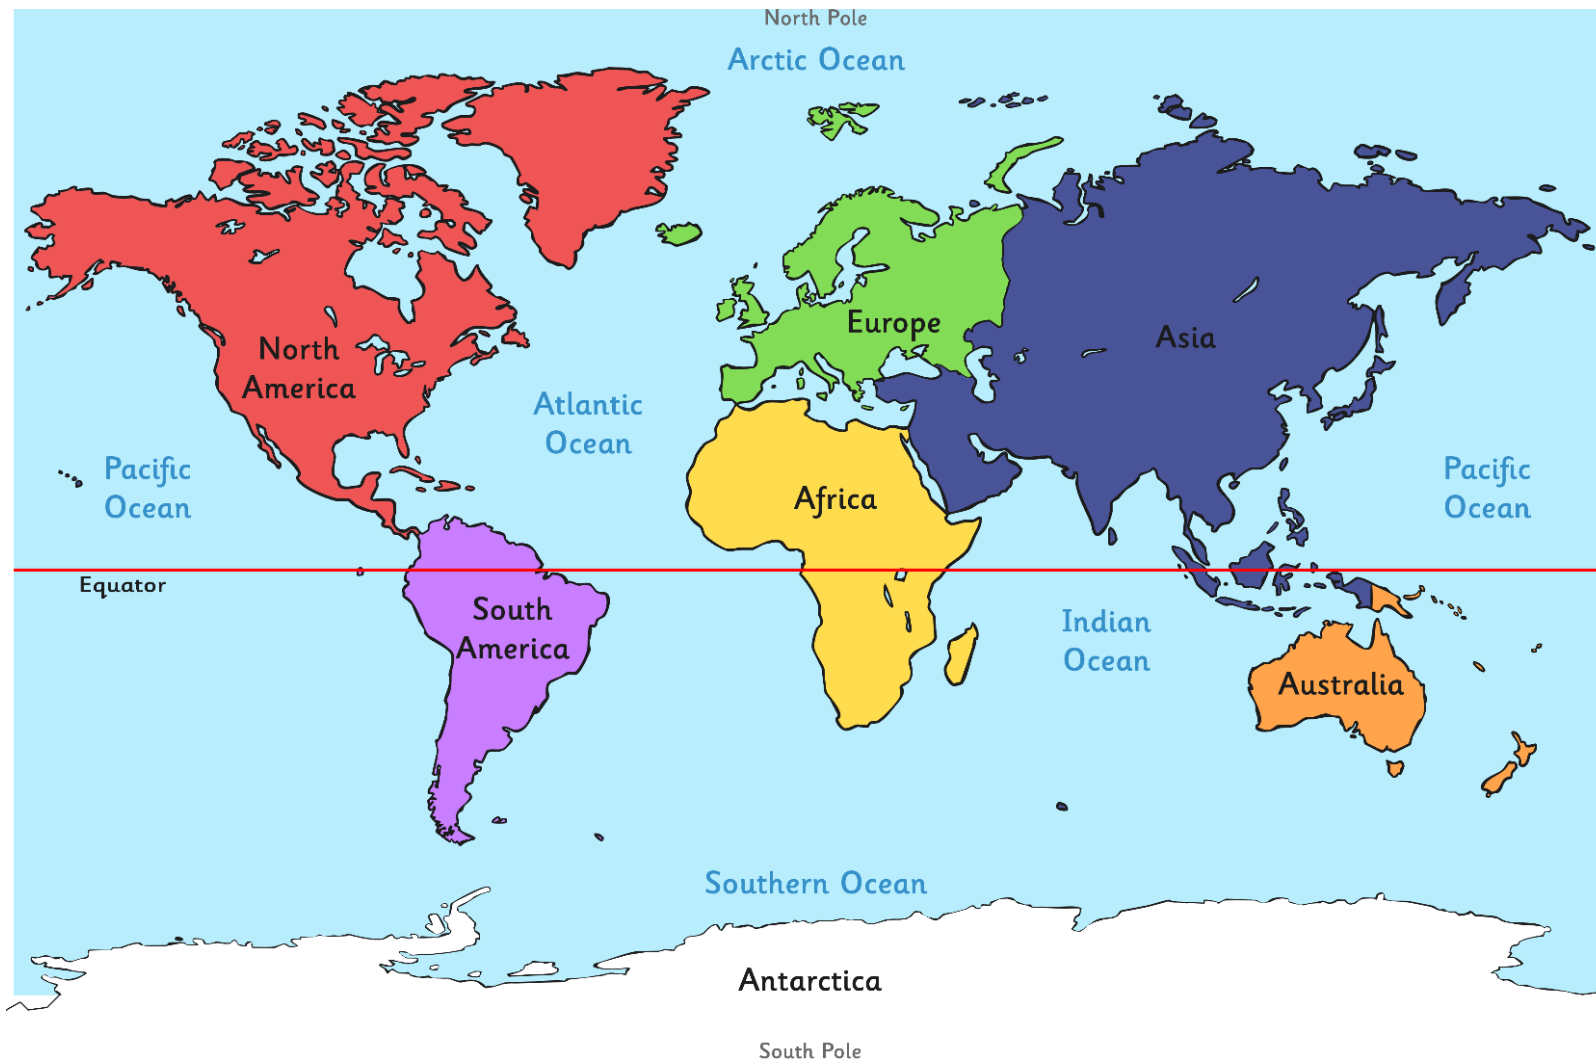 North Pole
Arctic Ocean
North
America
Europe
Asia
Atlantic
Ocean
Pacific
Ocean
Africa
Pacific
Ocean
Equator
South
America
Indian
Ocean
Australia
Southern Ocean
Antarctica
South Pole